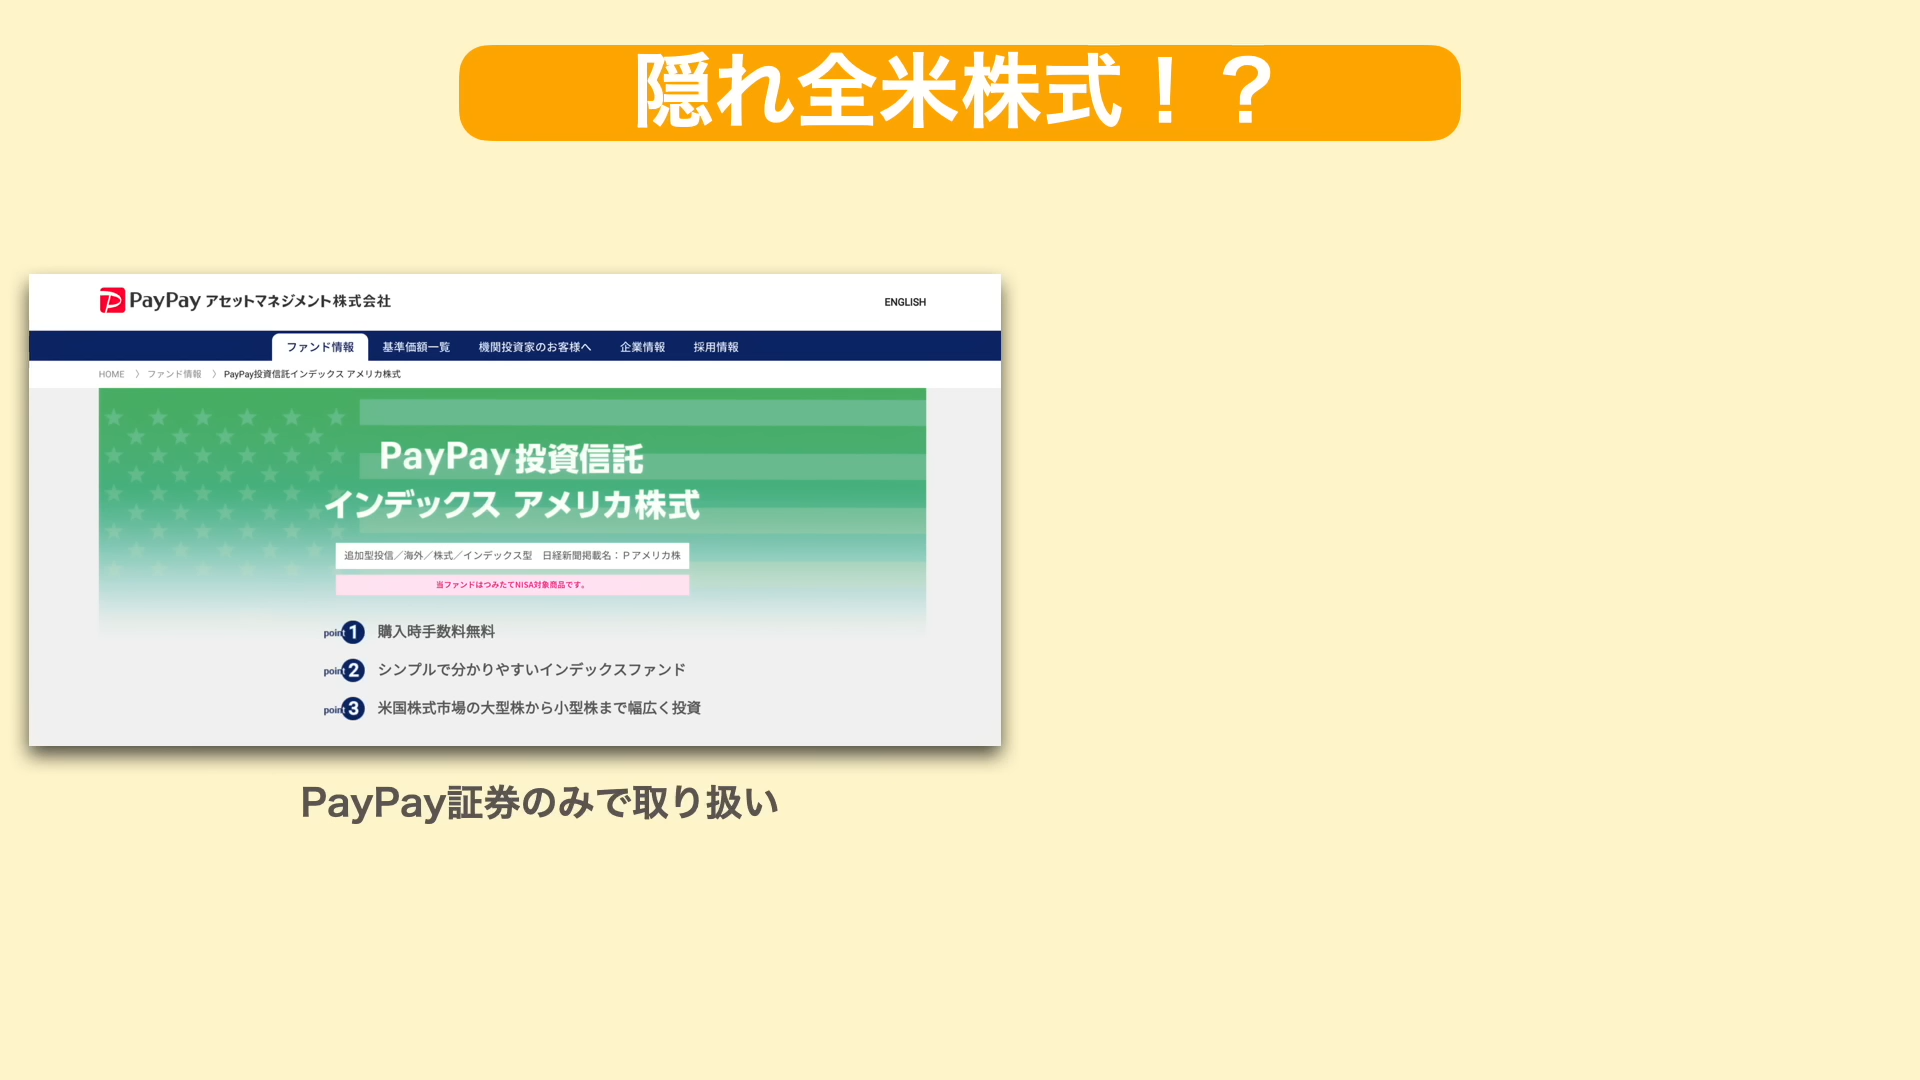 隠れ全米株式！？
PayPay アセットマネジメント株式会社
ENGLISH
ファンド情報 基準価額一覧 機関投資家のお客様へ 企業情報 採用情報
HOME 〉 ファンド情報 〉 PayPay投資信託インデックス アメリカ株式
PayPay投資信託
インデックス アメリカ株式
追加型投信／海外／株式／インデックス型 日経新聞掲載名：Ｐアメリカ株
当ファンドはつみたてNISA対象商品です。
point 1 購入時手数料無料
point 2 シンプルで分かりやすいインデックスファンド
point 3 米国株式市場の大型株から小型株まで幅広く投資
PayPay証券のみで取り扱い